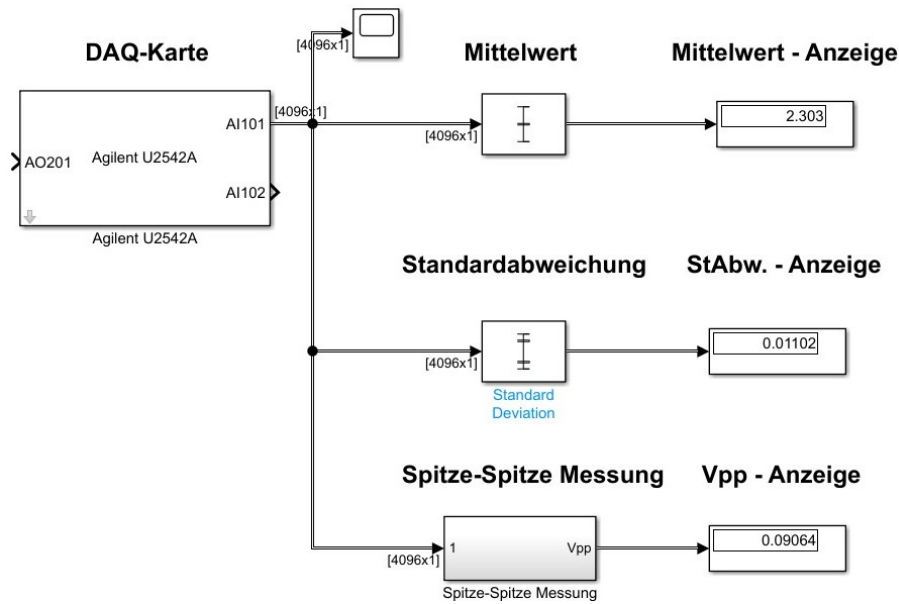 [4096x1]
DAQ-Karte
Mittelwert
Mittelwert - Anzeige
[4096x1]
AI101
[4096x1]
2.303
AO201
Agilent U2542A
AI102
Agilent U2542A
Standardabweichung
StAbw. - Anzeige
[4096x1]
0.01102
Standard
Deviation
Spitze-Spitze Messung
Vpp - Anzeige
[4096x1]
1
Vpp
0.09064
Spitze-Spitze Messung